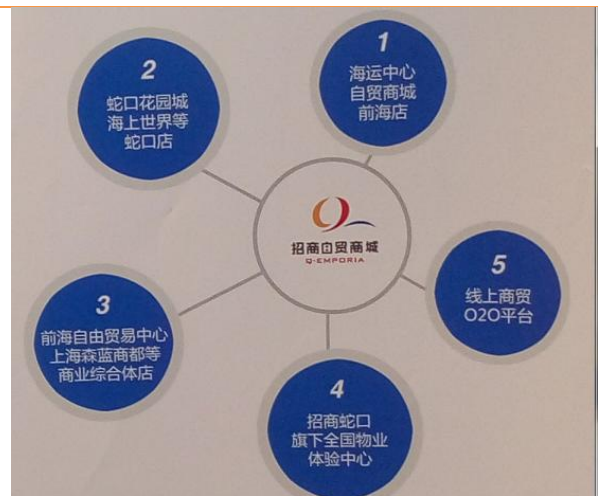 1
海运中心
自贸商城
前海店
2
蛇口花园城
海上世界等
蛇口店
招商自贸商城
Q-EMPORIA
3
前海自由贸易中心
上海森蓝商都等
商业综合体店
4
招商蛇口
旗下全国物业
体验中心
5
线上商贸
O2O平台